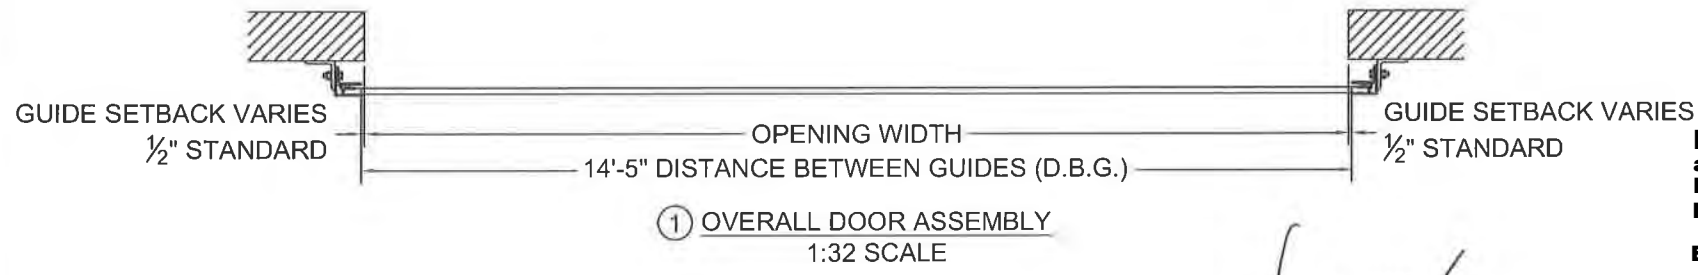 GUIDE SETBACK VARIES
½" STANDARD
OPENING WIDTH
14'-5" DISTANCE BETWEEN GUIDES (D.B.G.)
GUIDE SETBACK VARIES
½" STANDARD
1 OVERALL DOOR ASSEMBLY
1:32 SCALE